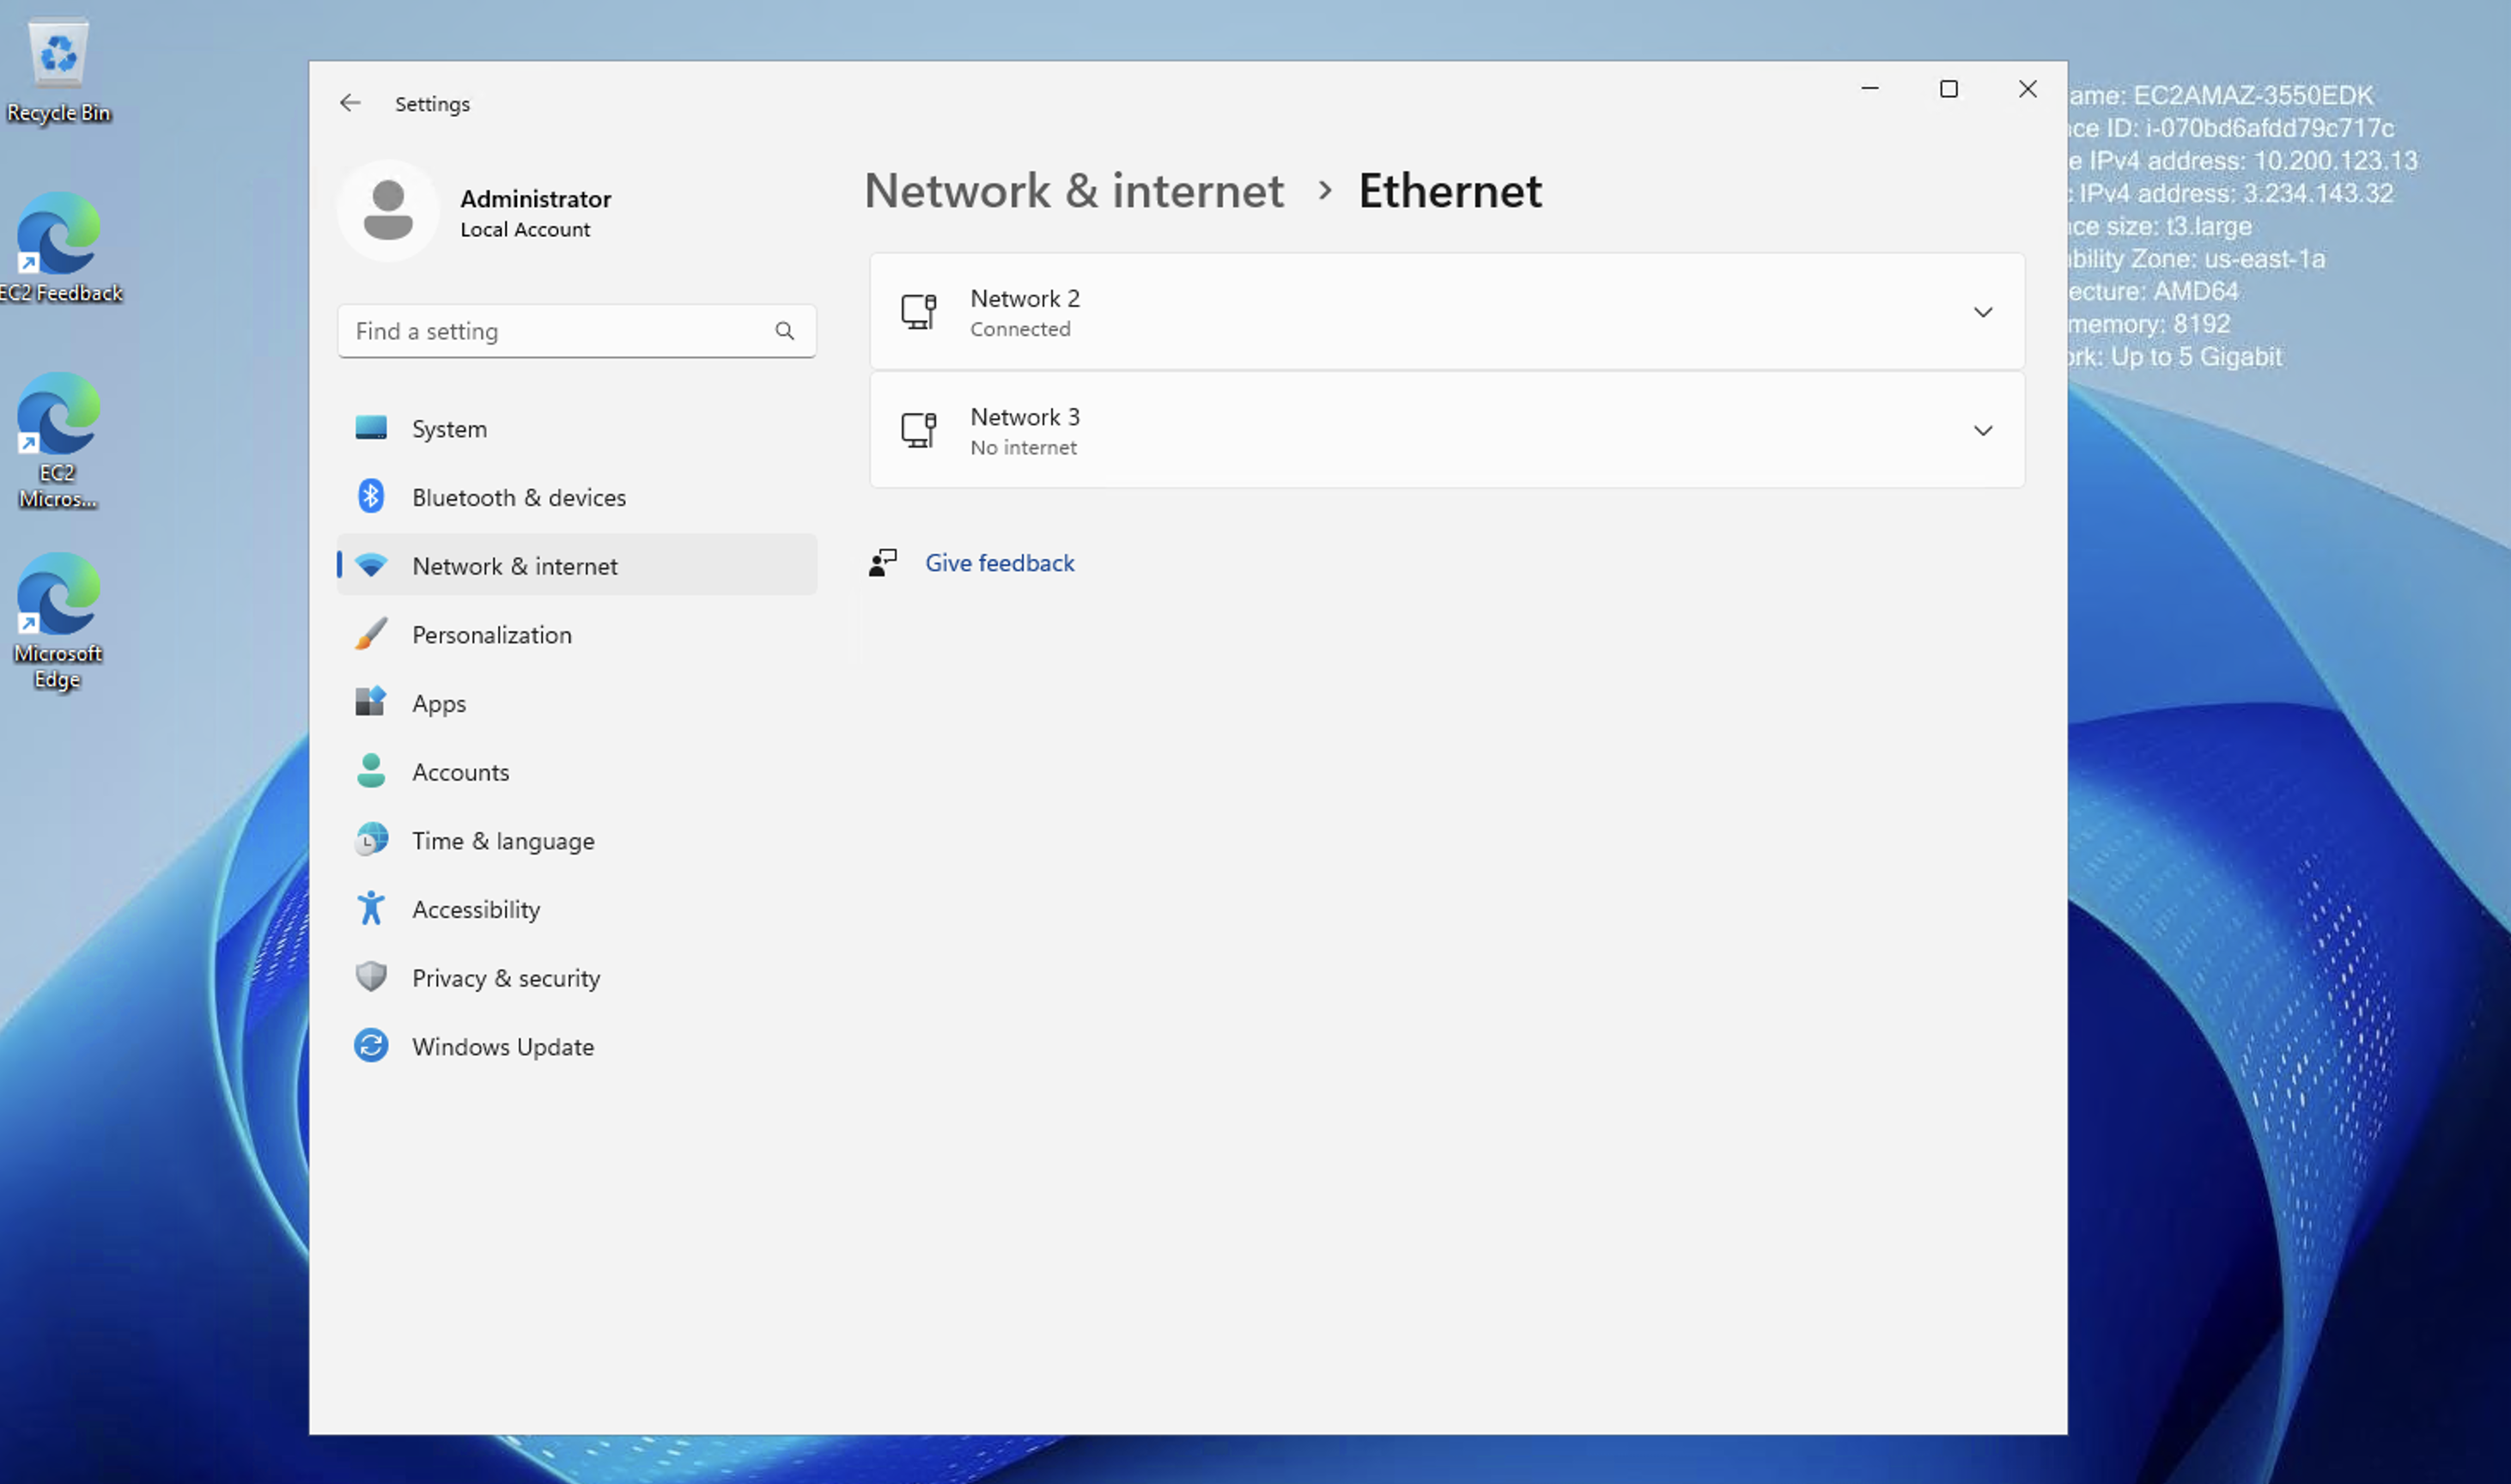 Recycle Bin
EC2 Feedback
EC2
Micros...
Microsoft
Edge
Settings
Administrator
Local Account
Find a setting
System
Bluetooth & devices
Network & internet
Personalization
Apps
Accounts
Time & language
Accessibility
Privacy & security
Windows Update
Network & internet > Ethernet
Network 2
Connected
Network 3
No internet
Give feedback
ame: EC2AMAZ-3550EDK
ce ID: i-070bd6afdd79c717c
e IPv4 address: 10.200.123.13
IPv4 address: 3.234.143.32
ce size: t3.large
bility Zone: us-east-1a
ecture: AMD64
memory: 8192
rk: Up to 5 Gigabit